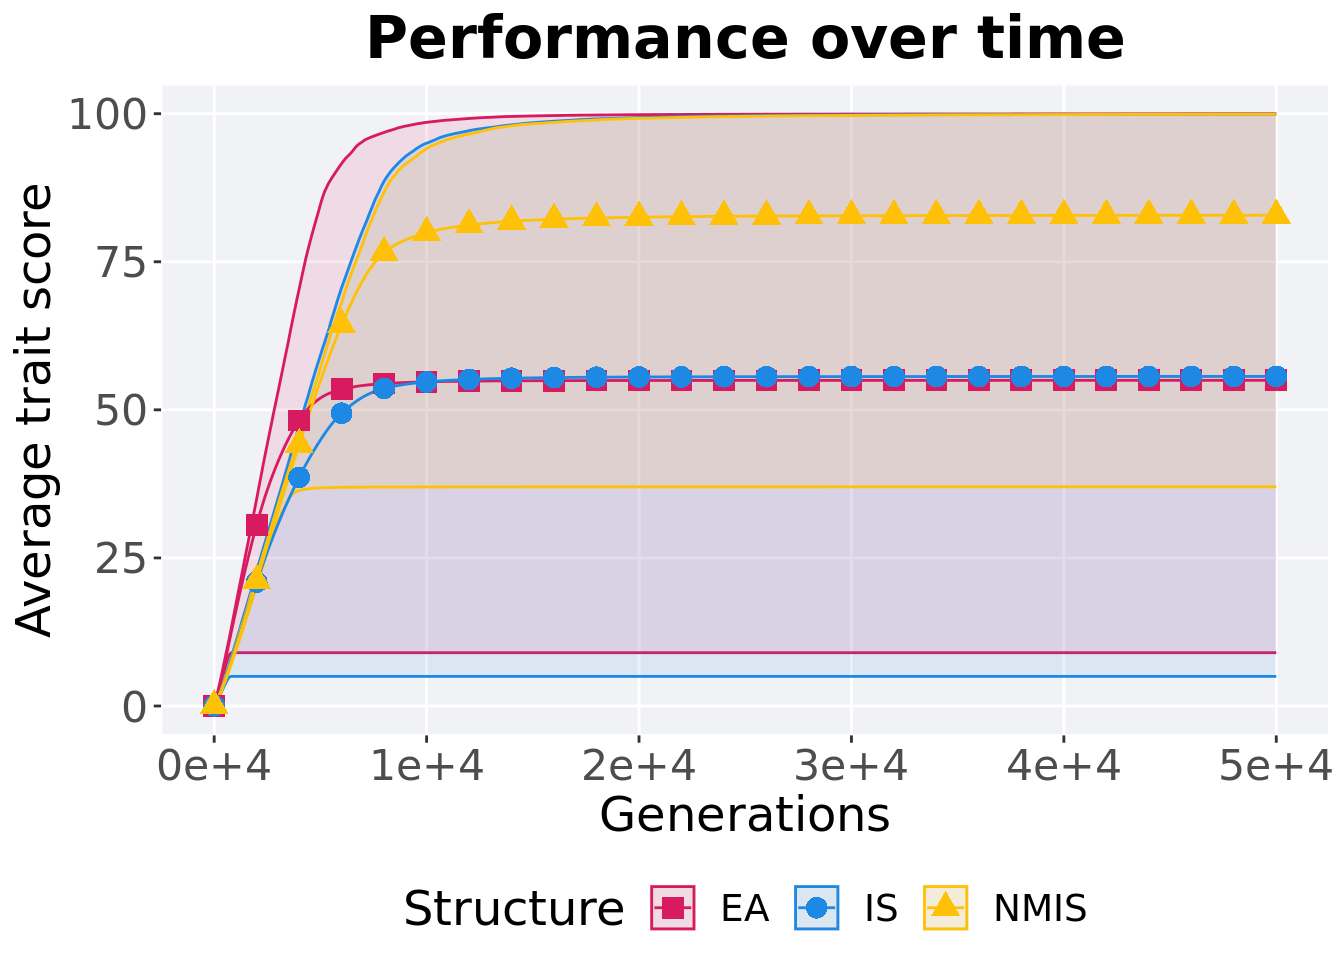 Performance over time
Average trait score
100
75
50
25
0
0e+4 1e+4 2e+4 3e+4 4e+4 5e+4
Generations
Structure EA IS NMIS